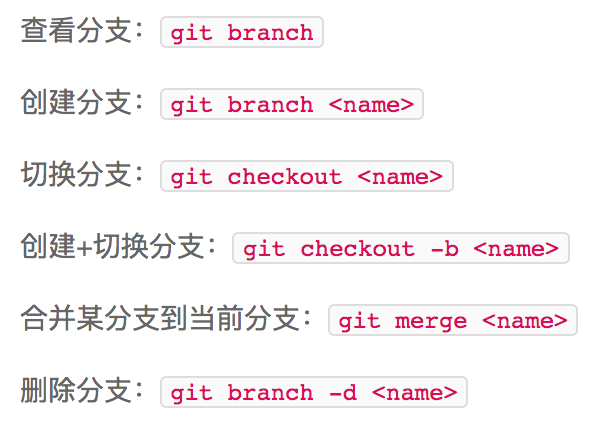 查看分支：git branch
创建分支：git branch <name>
切换分支：git checkout <name>
创建+切换分支：git checkout -b <name>
合并某分支到当前分支：git merge <name>
删除分支：git branch -d <name>